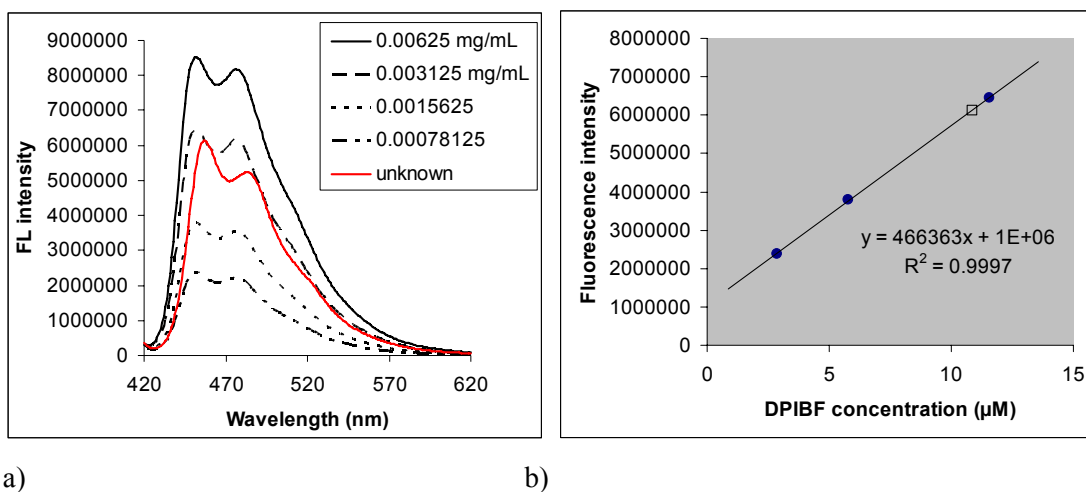 9000000
8000000
7000000
6000000
5000000
4000000
3000000
2000000
1000000
0
FL intensity
420 470 520 570 620
Wavelength (nm)
0.00625 mg/mL
0.003125 mg/mL
0.0015625
0.00078125
unknown
a)
8000000
7000000
6000000
5000000
4000000
3000000
2000000
1000000
0
Fluorescence intensity
y = 466363x + 1E+06
R² = 0.9997
0 5 10 15
DPIBF concentration (µM)
b)